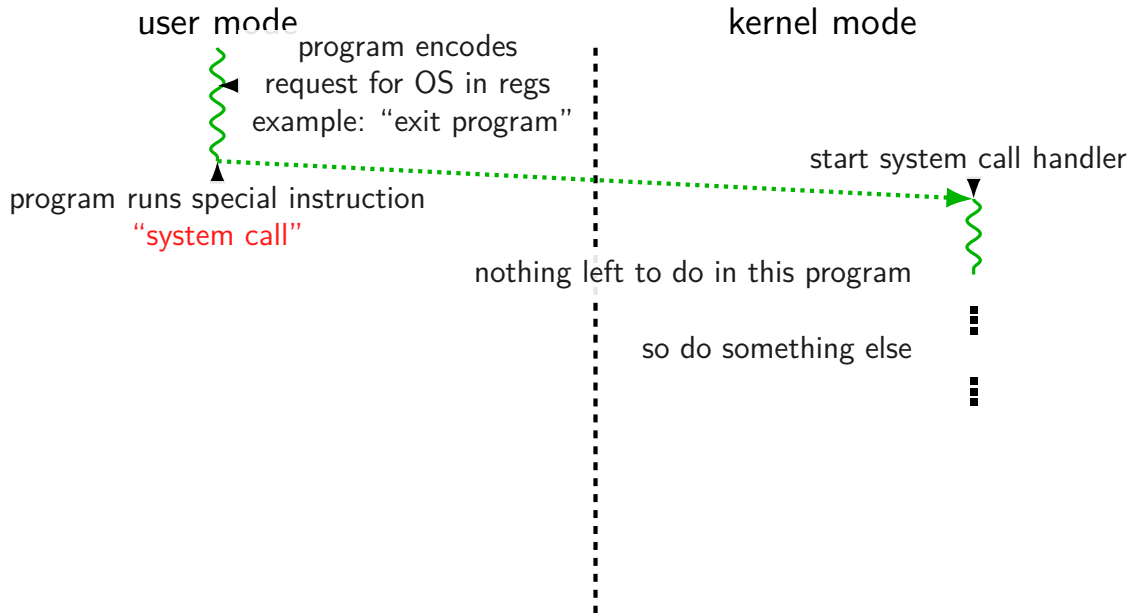 user mode
kernel mode
program encodes
request for OS in regs
example: “exit program”
start system call handler
program runs special instruction
“system call”
nothing left to do in this program
so do something else